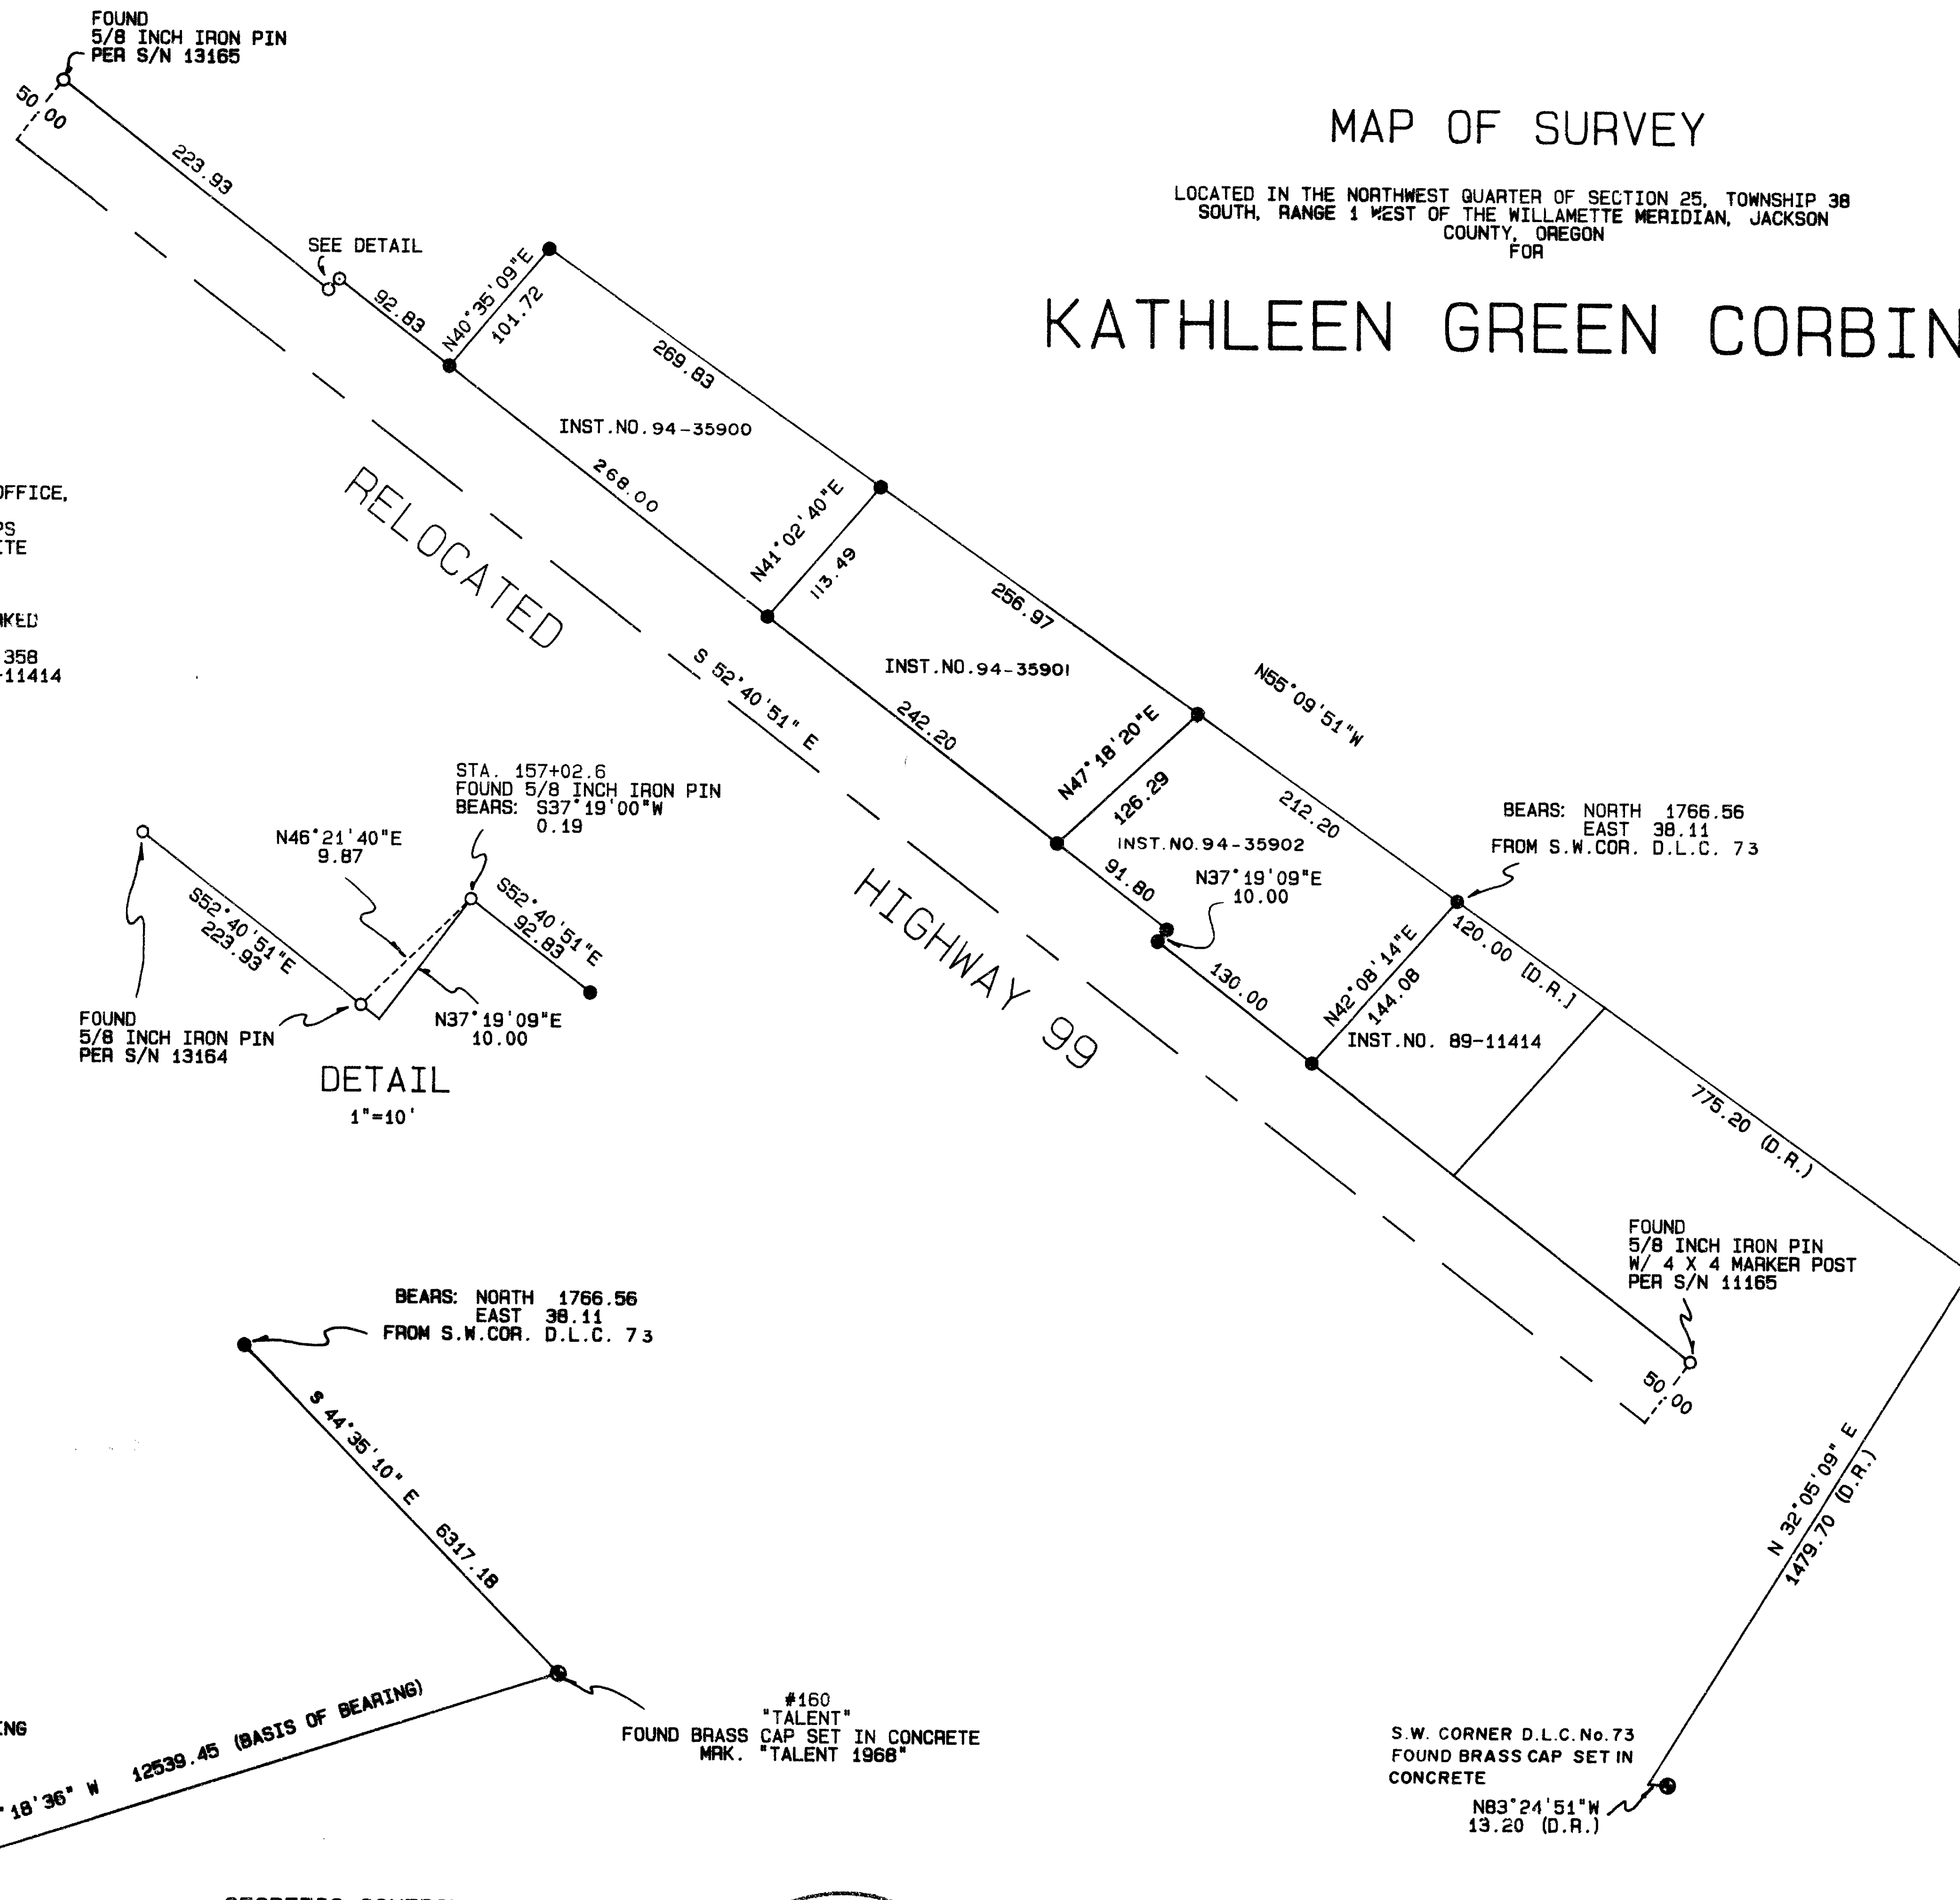 FOUND
5/8 INCH IRON PIN
PER S/N 13165
50.00
223.93
SEE DETAIL
92.83
N40°35'09"E
101.72
269.83
MAP OF SURVEY
LOCATED IN THE NORTHWEST QUARTER OF SECTION 25, TOWNSHIP 38
SOUTH, RANGE 1 WEST OF THE WILLAMETTE MERIDIAN, JACKSON
COUNTY, OREGON
FOR
KATHLEEN GREEN CORBIN
INST.NO.94-35900
268.00
RELOCATED
N41°02'40"E
113.49
OFFICE,
358
-11414
256.97
INST.NO.94-35901
S 52°40'51" E
242.20
N55°09'51"W
N47°18'20"E
126.29
212.20
INST.NO.94-35902
91.80
N37°19'09"E
10.00
BEARS: NORTH 1766.56
EAST 38.11
FROM S.W.COR. D.L.C. 73
HIGHWAY 99
130.00
N42°08'14"E
144.08
120.00 [D.R.]
INST.NO. 89-11414
775.20 (D.R.)
STA. 157+02.6
FOUND 5/8 INCH IRON PIN
BEARS: S37°19'00"W
0.19
N46°21'40"E
9.87
S52°40'51"E
223.93
S52°40'51"E
92.83
FOUND
5/8 INCH IRON PIN
PER S/N 13164
N37°19'09"E
10.00
DETAIL
1"=10'
FOUND
5/8 INCH IRON PIN
W/ 4 X 4 MARKER POST
PER S/N 11165
50.00
BEARS: NORTH 1766.56
EAST 38.11
FROM S.W.COR. D.L.C. 73
S 44°35'10" E 6317.18
N 32°05'09" E
1479.70 (D.R.)
#160
"TALENT"
FOUND BRASS CAP SET IN CONCRETE
MRK. "TALENT 1968"
°18'36" W 12539.45 (BASIS OF BEARING)
S.W. CORNER D.L.C.No.73
FOUND BRASS CAP SET IN
CONCRETE
N83°24'51"W
13.20 (D.R.)